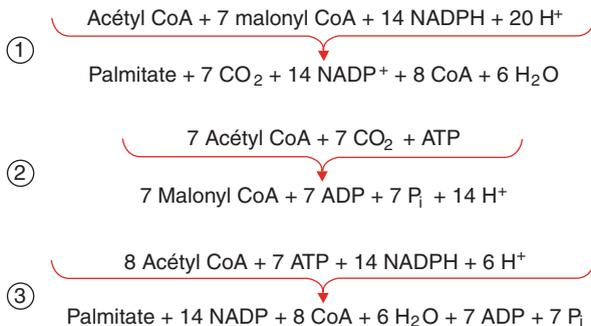 Acétyl CoA + 7 malonyl CoA + 14 NADPH + 20 H⁺
①
Palmitate + 7 CO₂ + 14 NADP⁺ + 8 CoA + 6 H₂O
7 Acétyl CoA + 7 CO₂ + ATP
②
7 Malonyl CoA + 7 ADP + 7 Pᵢ + 14 H⁺
8 Acétyl CoA + 7 ATP + 14 NADPH + 6 H⁺
③
Palmitate + 14 NADP + 8 CoA + 6 H₂O + 7 ADP + 7 Pᵢ